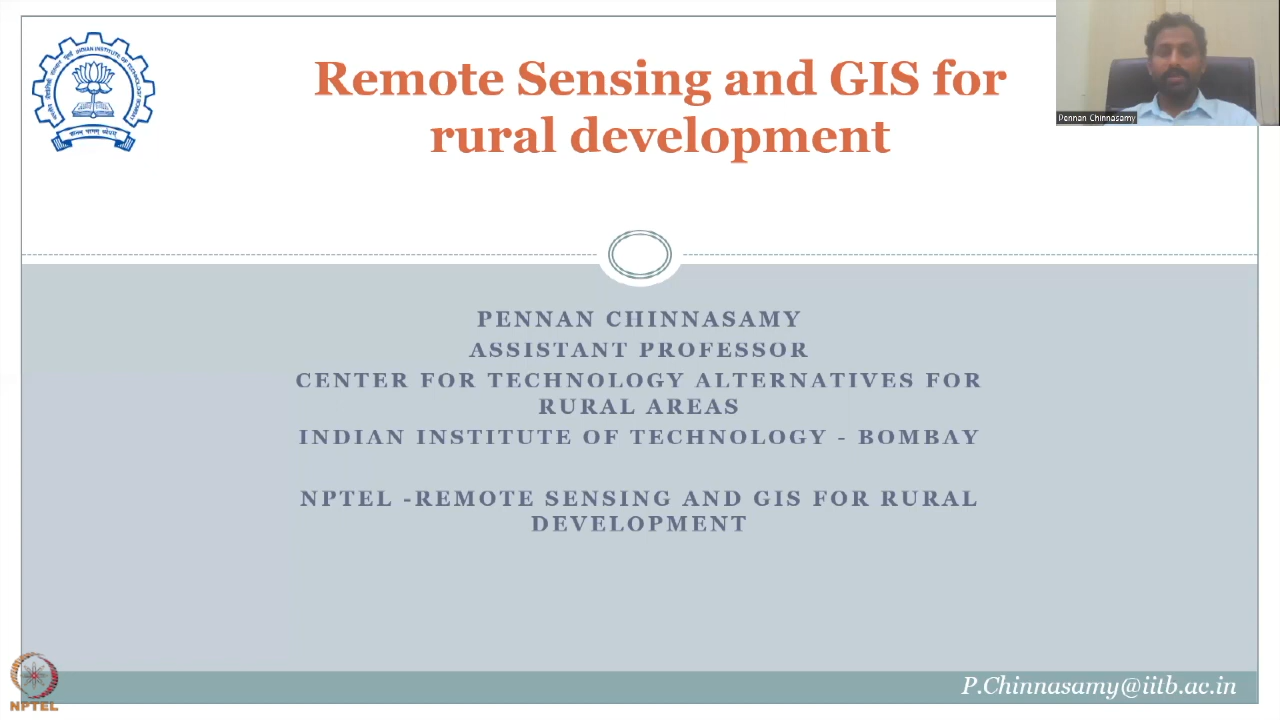 Remote Sensing and GIS for
rural development
Pennan Chinnasamy
PENNAN CHINNASAMY
ASSISTANT PROFESSOR
CENTER FOR TECHNOLOGY ALTERNATIVES FOR
RURAL AREAS
INDIAN INSTITUTE OF TECHNOLOGY - BOMBAY
NPTEL -REMOTE SENSING AND GIS FOR RURAL
DEVELOPMENT
P.Chinnasamy@iitb.ac.in
NPTEL